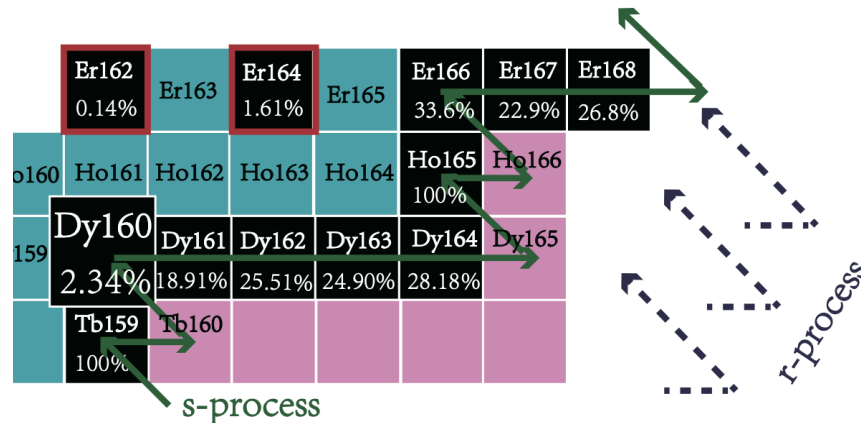 Er162
0.14%
Er163
Er164
1.61%
Er165
Er166
33.6%
Er167
22.9%
Er168
26.8%
o160
Ho161
Ho162
Ho163
Ho164
Ho165
100%
Ho166
159
Dy160
2.34%
Dy161
18.91%
Dy162
25.51%
Dy163
24.90%
Dy164
28.18%
Dy165
Tb159
100%
Tb160
s-process
r-process